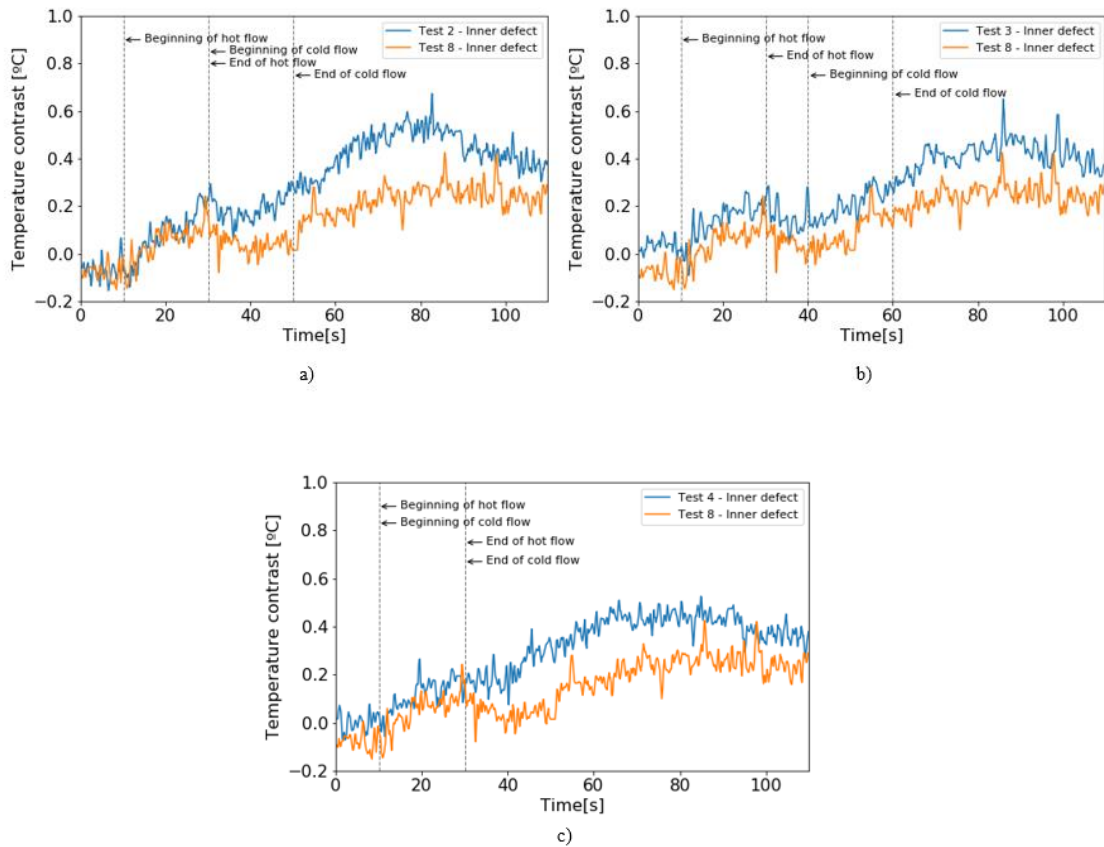 1.0
0.8
0.6
0.4
0.2
0.0
−0.2
Temperature contrast [ºC]
Beginning of hot flow
Beginning of cold flow
End of hot flow
End of cold flow
Test 2 - Inner defect
Test 8 - Inner defect
0 20 40 60 80 100
Time[s]
a)
1.0
0.8
0.6
0.4
0.2
0.0
−0.2
Temperature contrast [ºC]
Beginning of hot flow
End of hot flow
Beginning of cold flow
End of cold flow
Test 3 - Inner defect
Test 8 - Inner defect
0 20 40 60 80 100
Time[s]
b)
1.0
0.8
0.6
0.4
0.2
0.0
−0.2
Temperature contrast [ºC]
Beginning of hot flow
Beginning of cold flow
End of hot flow
End of cold flow
Test 4 - Inner defect
Test 8 - Inner defect
0 20 40 60 80 100
Time[s]
c)